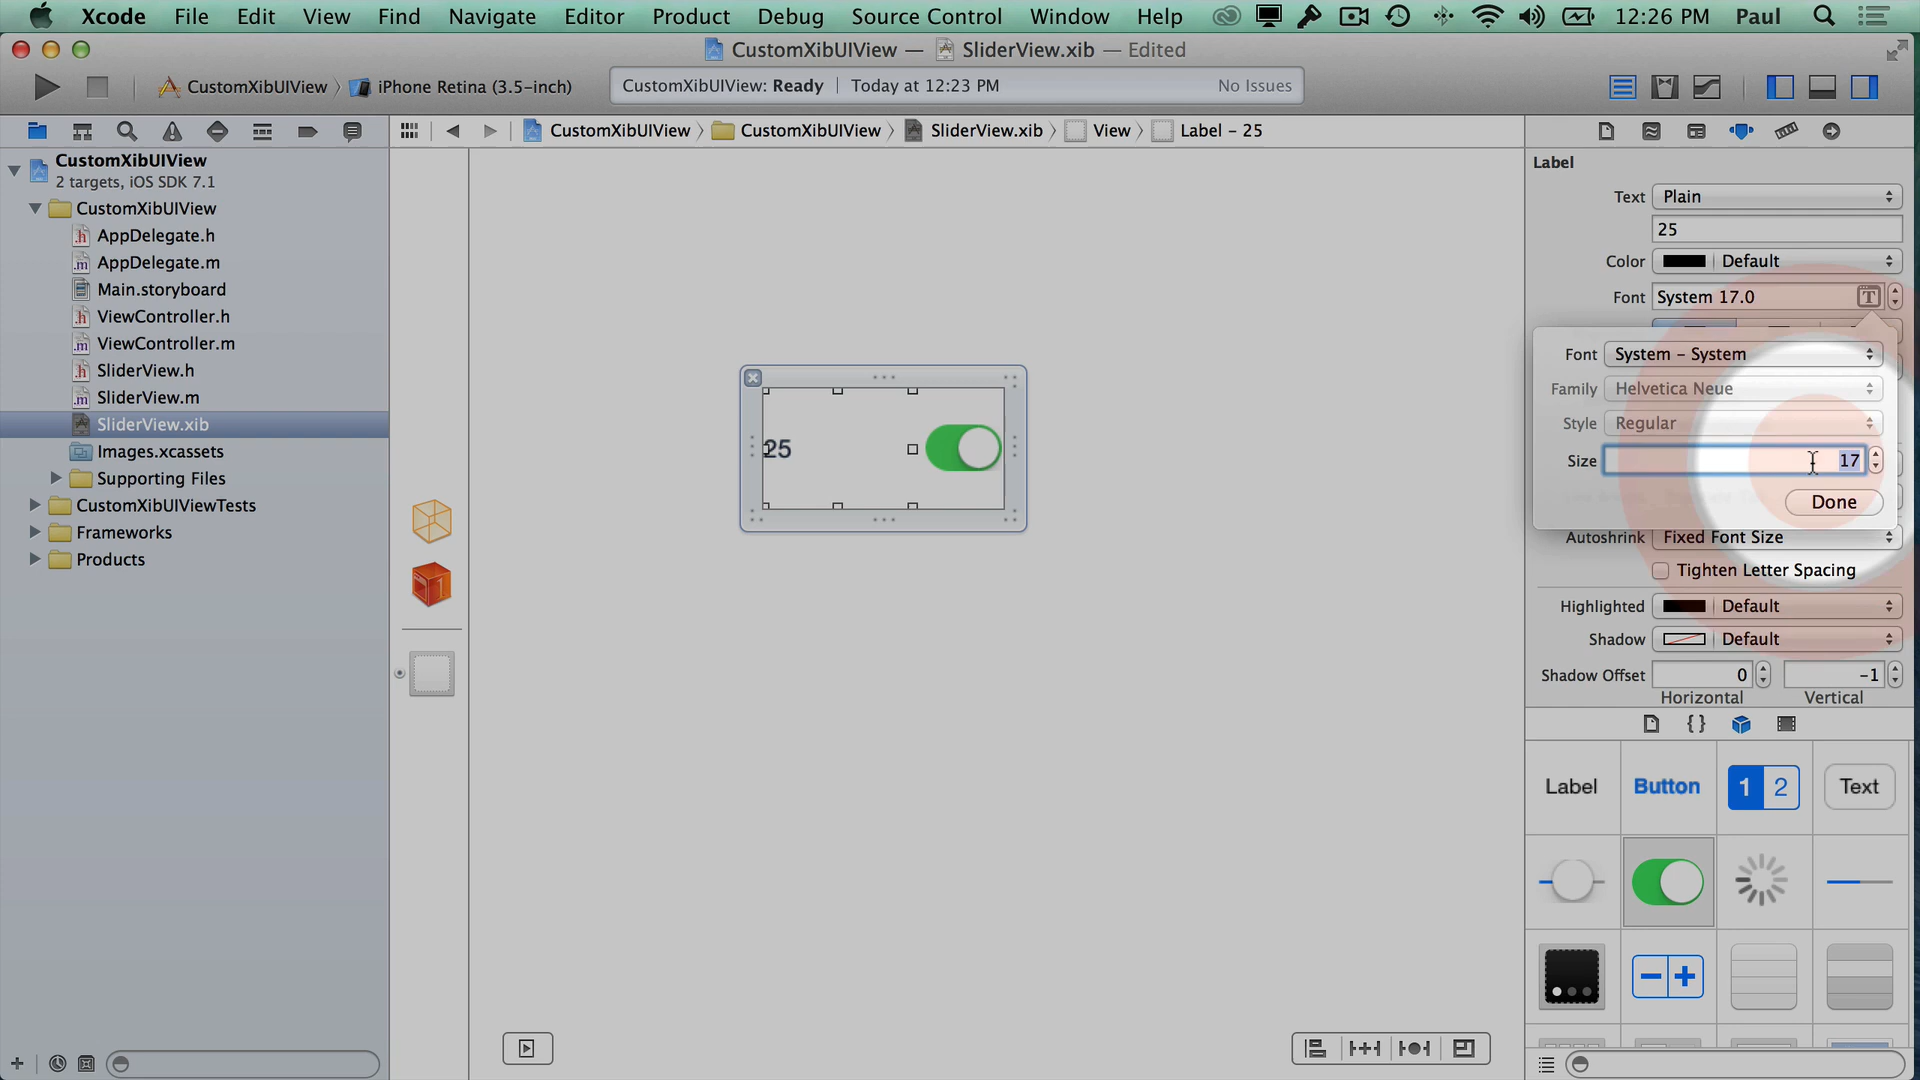 Xcode File Edit View Find Navigate Editor Product Debug Source Control Window Help 12:26 PM Paul
CustomXibUIView — SliderView.xib — Edited
CustomXibUIView iPhone Retina (3.5-inch) CustomXibUIView: Ready Today at 12:23 PM No Issues
CustomXibUIView CustomXibUIView SliderView.xib View Label – 25
CustomXibUIView
2 targets, iOS SDK 7.1
CustomXibUIView
AppDelegate.h
AppDelegate.m
Main.storyboard
ViewController.h
ViewController.m
SliderView.h
SliderView.m
SliderView.xib
Images.xcassets
Supporting Files
CustomXibUIViewTests
Frameworks
Products
25
Label
Text Plain
25
Color Default
Font System 17.0
Font System – System
Family Helvetica Neue
Style Regular
Size 17
Done
Autoshrink Fixed Font Size
Tighten Letter Spacing
Highlighted Default
Shadow Default
Shadow Offset 0 -1
Horizontal Vertical
Label Button 1 2 Text